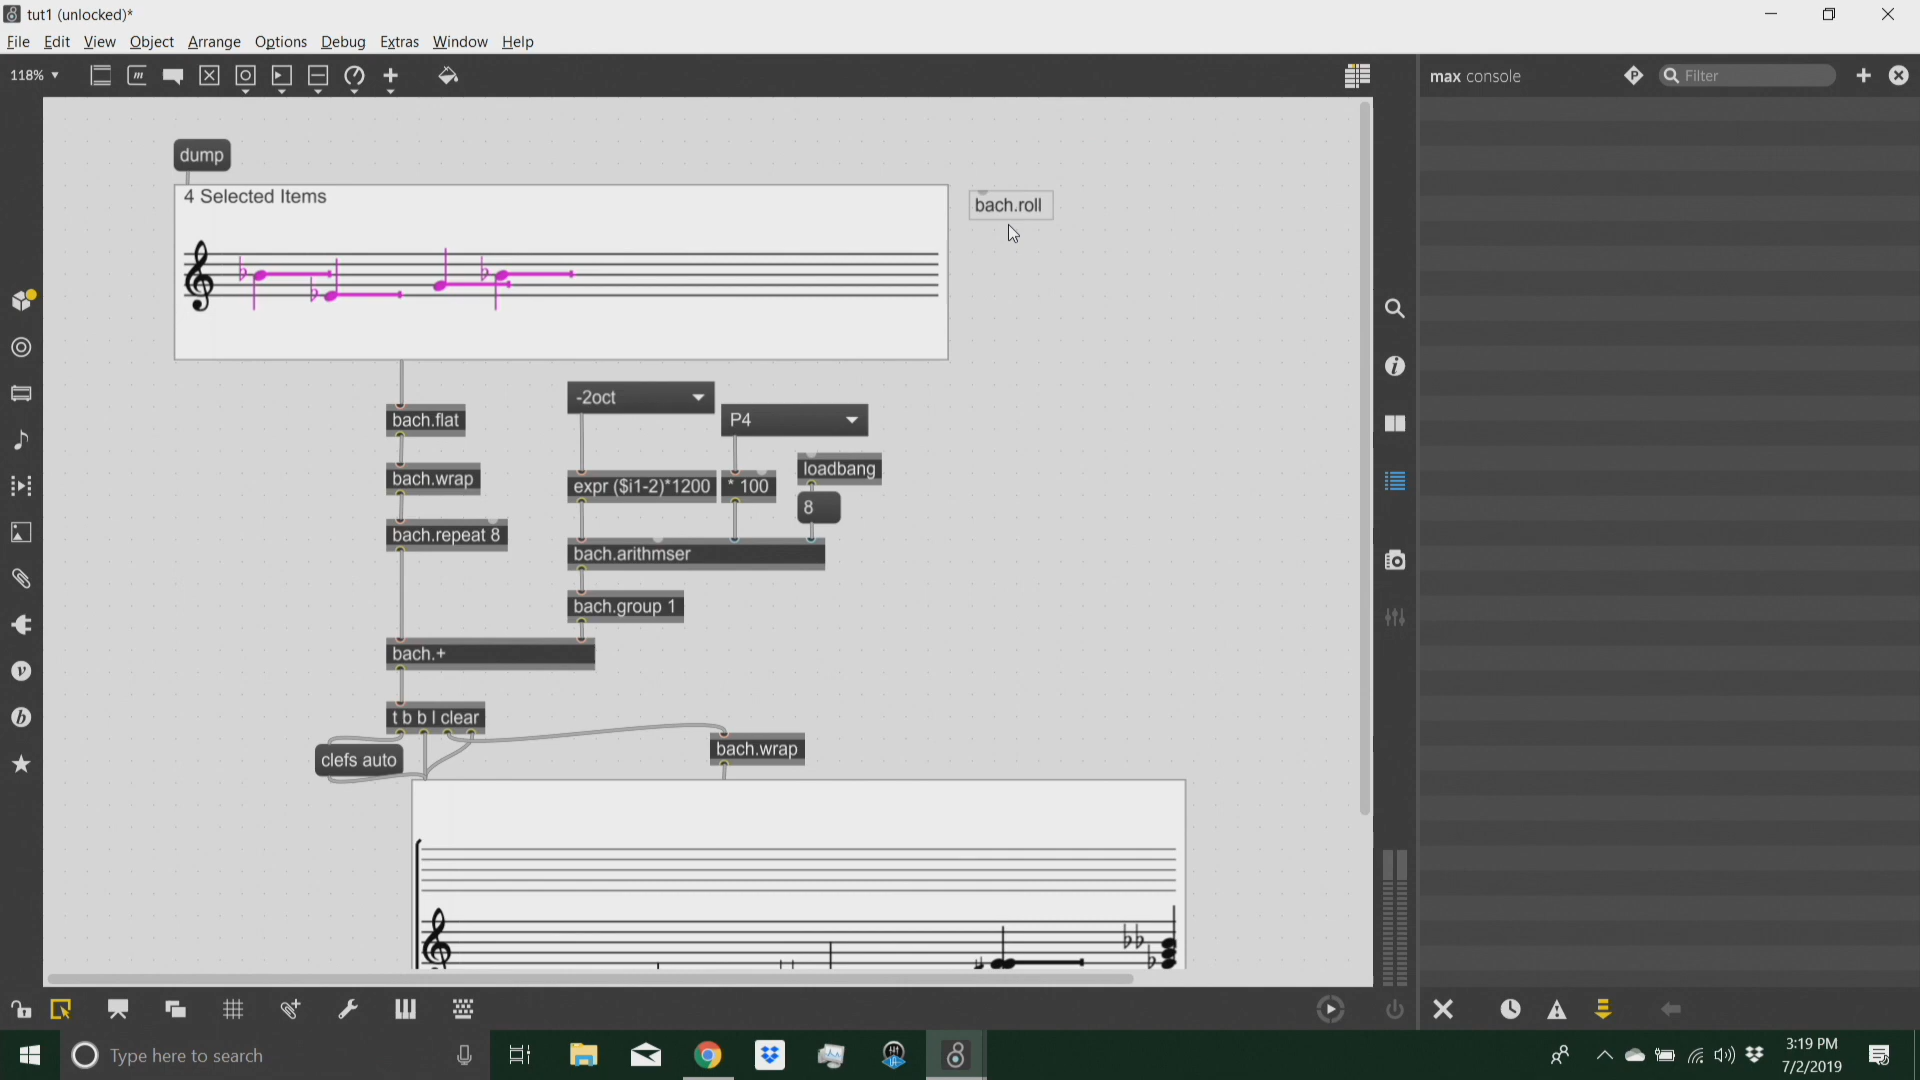 tut1 (unlocked)*
File Edit View Object Arrange Options Debug Extras Window Help
118%
max console
Filter
dump
4 Selected Items
bach.roll
-2oct
P4
bach.flat
loadbang
bach.wrap
expr ($i1-2)*1200
* 100
8
bach.repeat 8
bach.arithmser
bach.group 1
bach.+
t b b l clear
clefs auto
bach.wrap
Type here to search
3:19 PM
7/2/2019